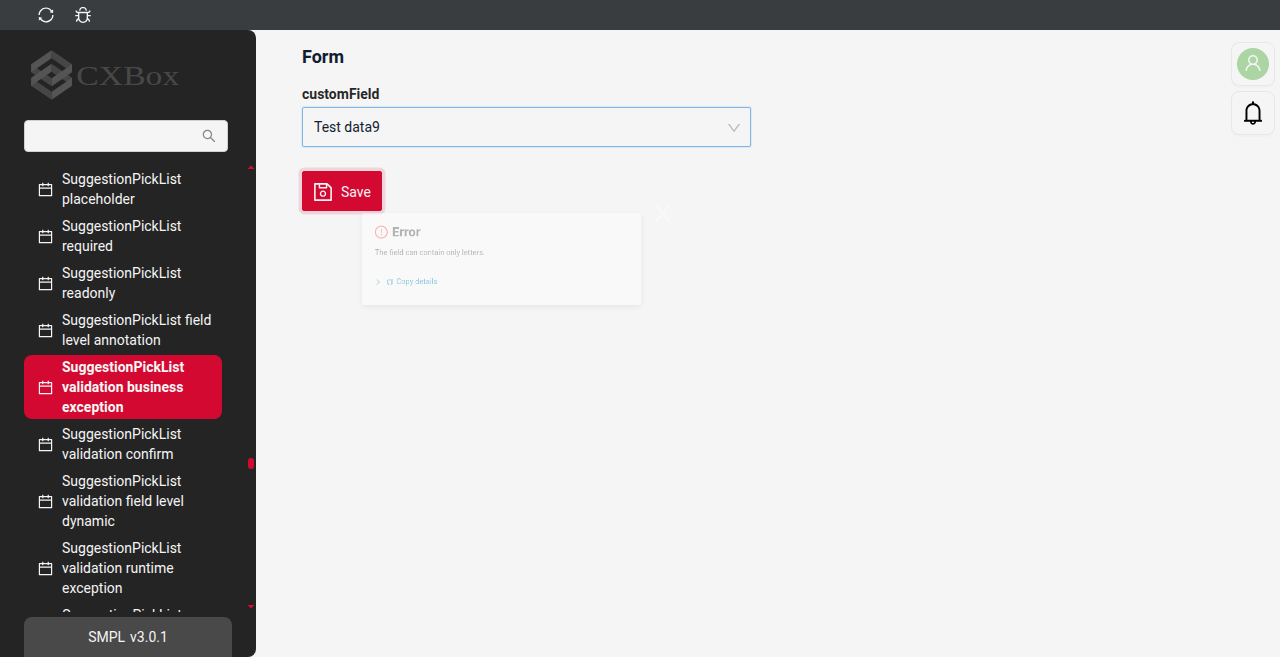 CXBox
SuggestionPickList
placeholder
SuggestionPickList
required
SuggestionPickList
readonly
SuggestionPickList field
level annotation
SuggestionPickList
validation business
exception
SuggestionPickList
validation confirm
SuggestionPickList
validation field level
dynamic
SuggestionPickList
validation runtime
exception
SMPL v3.0.1
Form
customField
Test data9
Save
Error
The field can contain only letters.
Copy details